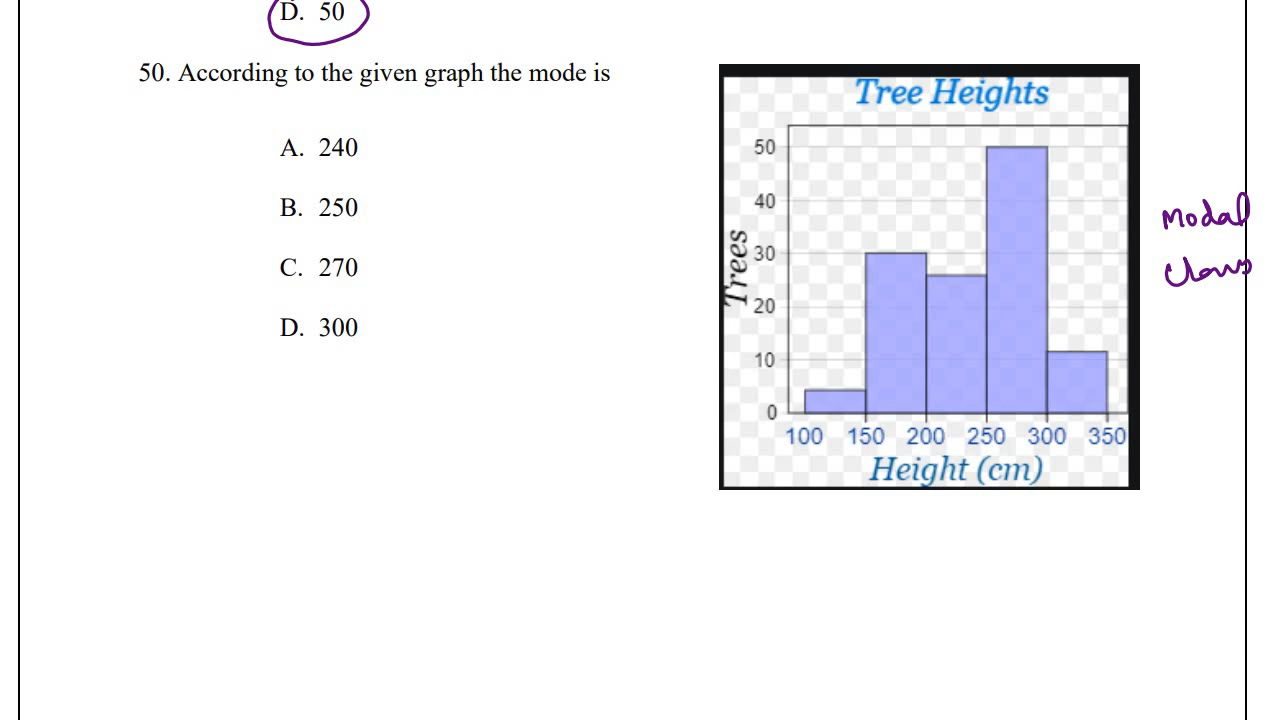 D. 50
50. According to the given graph the mode is
A. 240
B. 250
C. 270
D. 300
Tree Heights
50
40
30
20
10
0
Trees
100 150 200 250 300 350
Height (cm)
Modal
Class